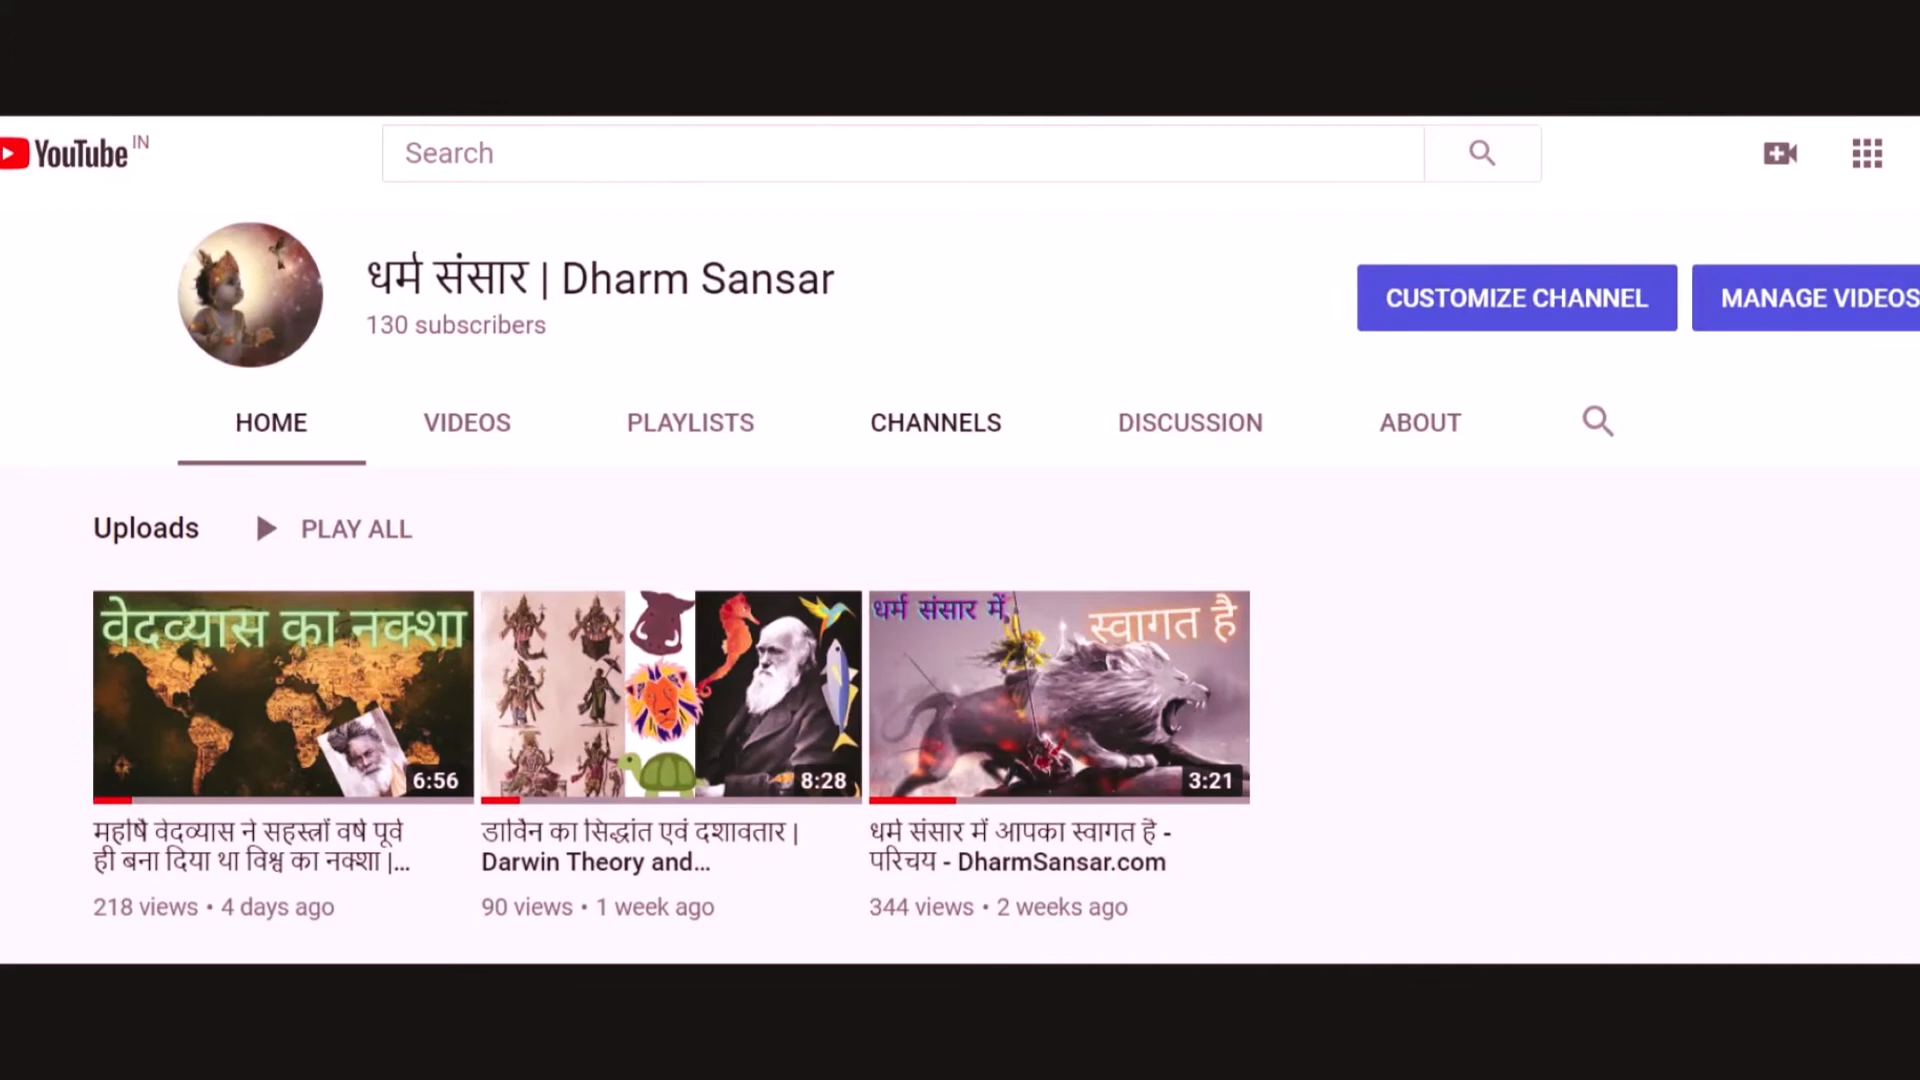 YouTube IN
Search
धर्म संसार | Dharm Sansar
130 subscribers
CUSTOMIZE CHANNEL
MANAGE VIDEOS
HOME
VIDEOS
PLAYLISTS
CHANNELS
DISCUSSION
ABOUT
Uploads
PLAY ALL
वेदव्यास का नक्शा
6:56
8:28
धर्म संसार में
स्वागत है
3:21
महर्षि वेदव्यास ने सहस्त्रों वर्ष पूर्व
ही बना दिया था विश्व का नक्शा |...
218 views • 4 days ago
डार्विन का सिद्धांत एवं दशावतार |
Darwin Theory and...
90 views • 1 week ago
धर्म संसार में आपका स्वागत है -
परिचय - DharmSansar.com
344 views • 2 weeks ago